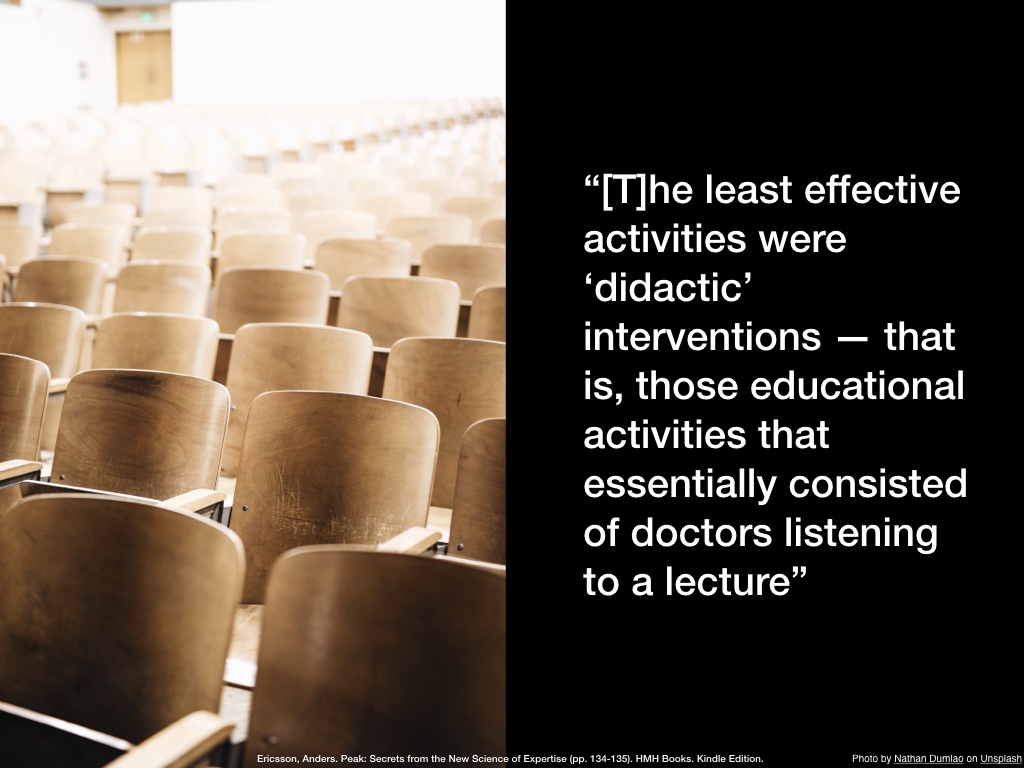 “[T]he least effective
activities were
‘didactic’
interventions — that
is, those educational
activities that
essentially consisted
of doctors listening
to a lecture”
Ericsson, Anders. Peak: Secrets from the New Science of Expertise (pp. 134-135). HMH Books. Kindle Edition.
Photo by Nathan Dumlao on Unsplash